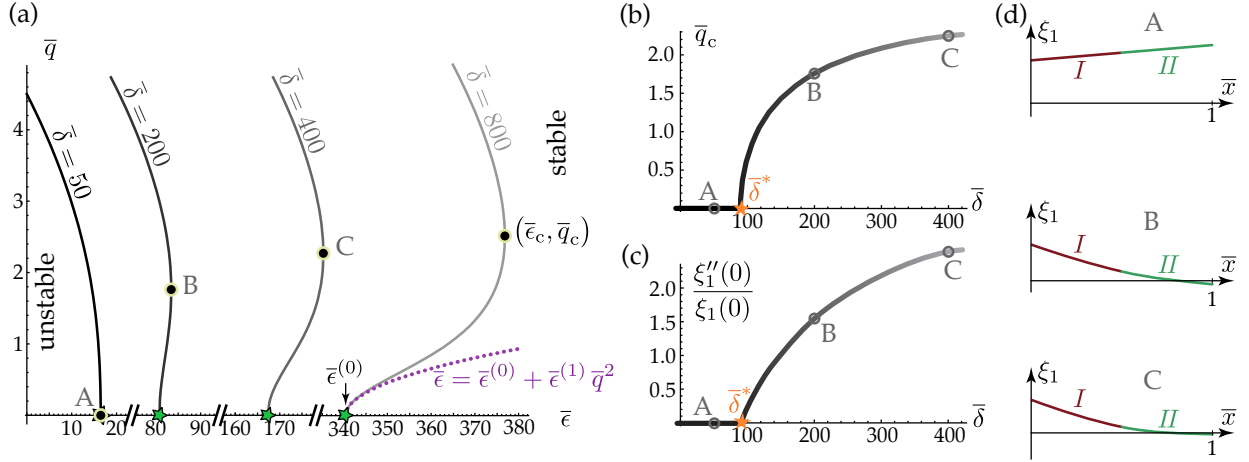 (a)
q̅
4
3
2
1
δ̅ = 50
δ̅ = 200
δ̅ = 400
δ̅ = 800
unstable
stable
A
B
C
(ϵ̅c, q̅c)
ϵ̅⁽⁰⁾
ϵ̅ = ϵ̅⁽⁰⁾ + ϵ̅⁽¹⁾ q̅²
ϵ̅
10 20 80 90 160 170 340 350 360 370 380
(b)
q̅c
2.0
1.5
1.0
0.5
A
B
C
δ̅*
δ̅
100 200 300 400
(c)
ξ₁′′(0)
ξ₁(0)
2.0
1.5
1.0
0.5
A
B
C
δ̅*
δ̅
100 200 300 400
(d)
ξ₁
A
I
II
x̅
1
ξ₁
B
I
II
x̅
1
ξ₁
C
I
II
x̅
1